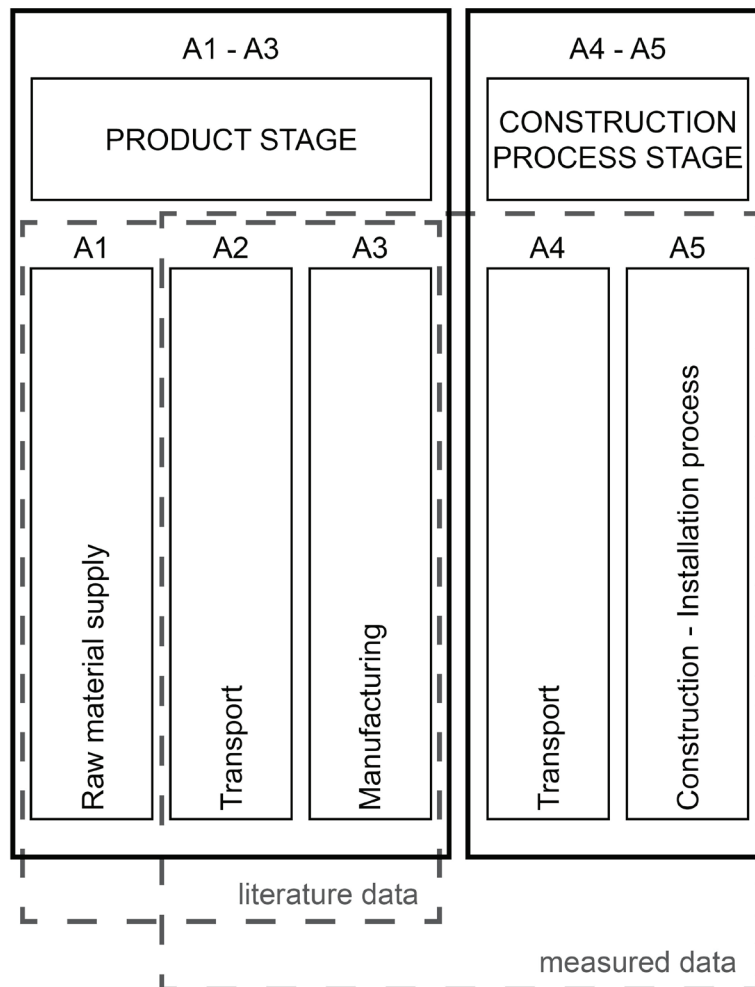 A1 - A3
PRODUCT STAGE
A1
A2
A3
Raw material supply
Transport
Manufacturing
literature data
A4 - A5
CONSTRUCTION
PROCESS STAGE
A4
A5
Transport
Construction - Installation process
measured data